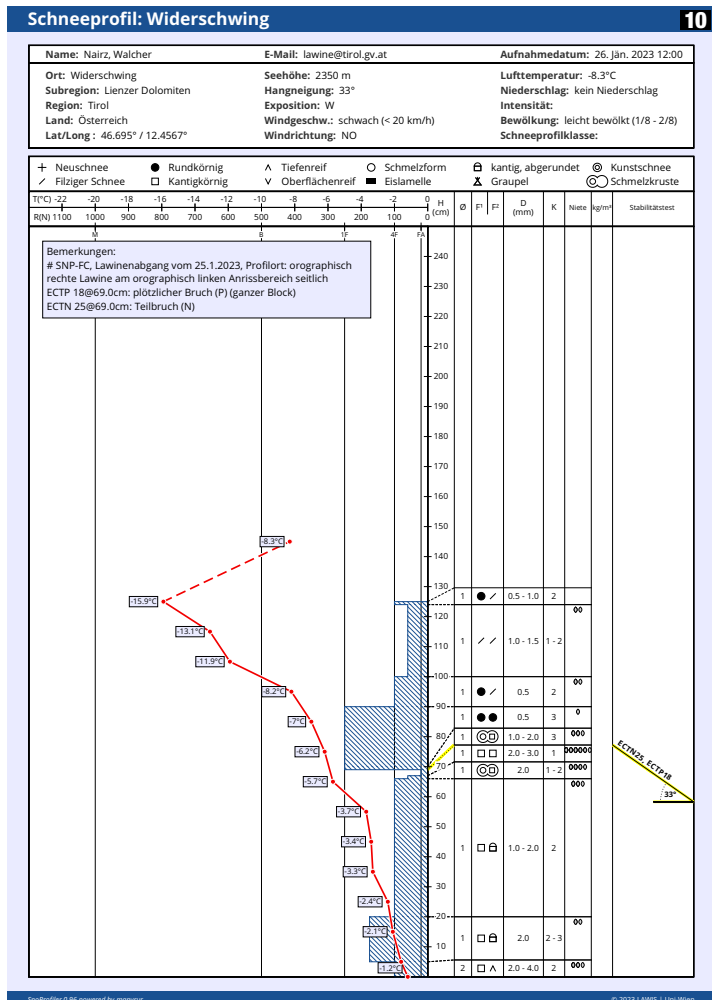 Schneeprofil: Widerschwing 10
Name: Nairz, Walcher E-Mail: lawine@tirol.gv.at Aufnahmedatum: 26. Jän. 2023 12:00
Ort: Widerschwing Seehöhe: 2350 m Lufttemperatur: -8.3°C
Subregion: Lienzer Dolomiten Hangneigung: 33° Niederschlag: kein Niederschlag
Region: Tirol Exposition: W Intensität:
Land: Österreich Windgeschw.: schwach (< 20 km/h) Bewölkung: leicht bewölkt (1/8 - 2/8)
Lat/Long : 46.695° / 12.4567° Windrichtung: NO Schneeprofilklasse:
Neuschnee Rundkörnig Tiefenreif Schmelzform kantig, abgerundet Kunstschnee
Filziger Schnee Kantigkörnig Oberflächenreif Eislamelle Graupel Schmelzkruste
T(°C) -22 -20 -18 -16 -14 -12 -10 -8 -6 -4 -2 0 H (cm) Ø F¹ F² D (mm) K Niete kg/m³ Stabilitätstest
R(N) 1100 1000 900 800 700 600 500 400 300 200 100 0
M B 1F 4F FA
Bemerkungen:
# SNP-FC, Lawinenabgang vom 25.1.2023, Profilort: orographisch
rechte Lawine am orographisch linken Anrissbereich seitlich
ECTP 18@69.0cm: plötzlicher Bruch (P) (ganzer Block)
ECTN 25@69.0cm: Teilbruch (N)
240
230
220
210
200
190
180
170
160
150
-8.3°C 140
130
-15.9°C 1 0.5 - 1.0 2
120
-13.1°C
110 1 1.0 - 1.5 1 - 2
-11.9°C
100
-8.2°C 1 0.5 2
90
-7°C 1 0.5 3
80 1 1.0 - 2.0 3
-6.2°C 1 2.0 - 3.0 1
70 1 2.0 1 - 2
ECTN25, ECTP18
33°
-5.7°C
60
-3.7°C
50
-3.4°C 1 1.0 - 2.0 2
40
-3.3°C
30
-2.4°C
20
-2.1°C 1 2.0 2 - 3
10
-1.2°C 2 2.0 - 4.0 2
SnoProfiler 0.96 powered by manvsus © 2023 LAWIS | Uni-Wien